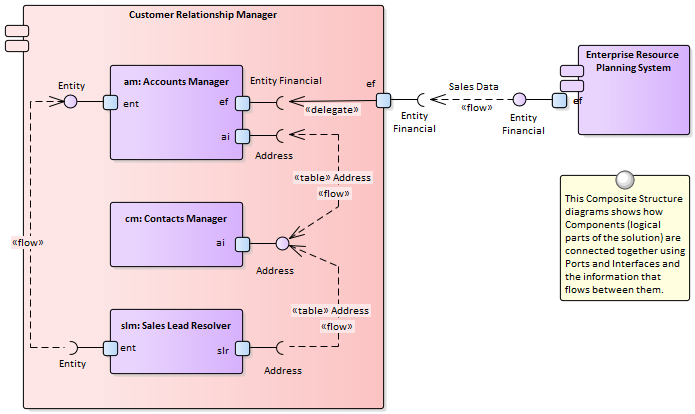 Customer Relationship Manager
Enterprise Resource
Planning System
ef
am: Accounts Manager
Entity
ent
ef
Entity Financial
«delegate»
ef
Entity
Financial
Sales Data
«flow»
Entity
Financial
ai
Address
«table» Address
«flow»
cm: Contacts Manager
ai
Address
«flow»
«table» Address
«flow»
slm: Sales Lead Resolver
ent
slr
Entity
Address
This Composite Structure
diagrams shows how
Components (logical
parts of the solution) are
connected together using
Ports and Interfaces and
the information that
flows between them.